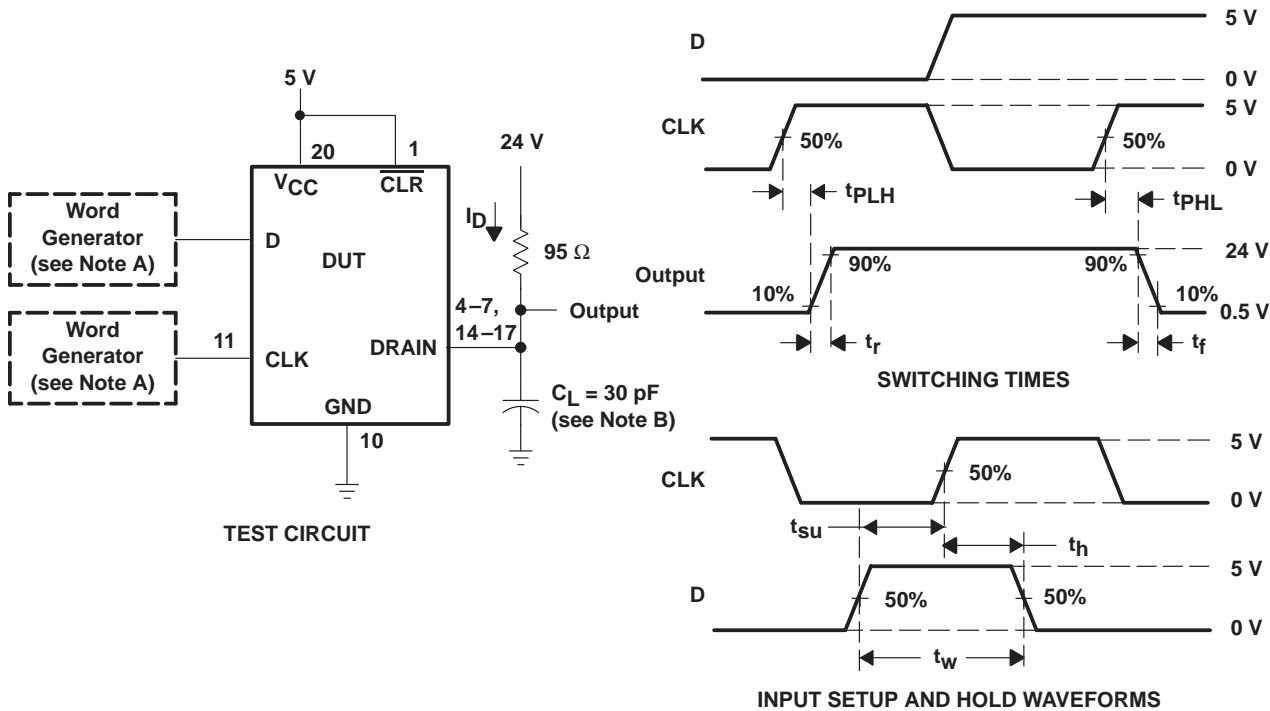 5 V
20
1
VCC
CLR
Word
Generator
(see Note A)
D
DUT
Word
Generator
(see Note A)
11
CLK
DRAIN
GND
10
4–7,
14–17
24 V
ID
95 Ω
Output
CL = 30 pF
(see Note B)
TEST CIRCUIT
D
5 V
0 V
CLK
5 V
50%
50%
0 V
tPLH
tPHL
Output
24 V
90%
90%
10%
10%
0.5 V
tr
tf
SWITCHING TIMES
CLK
5 V
50%
0 V
tsu
th
D
5 V
50%
50%
0 V
tw
INPUT SETUP AND HOLD WAVEFORMS